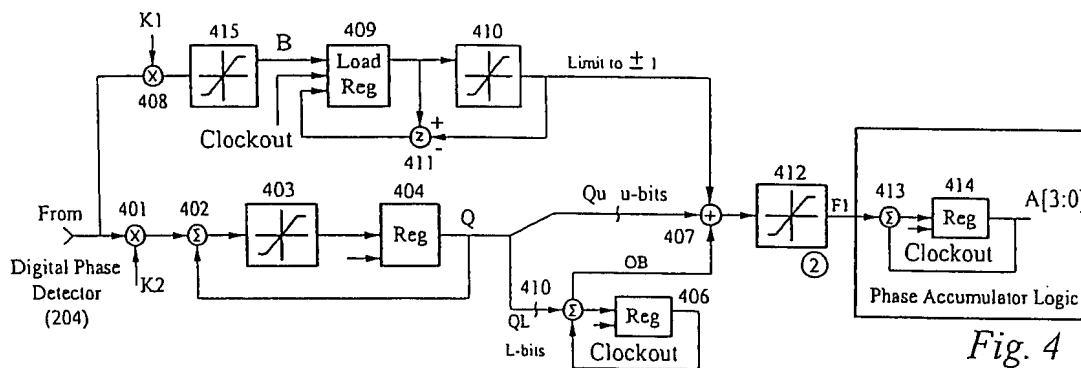 K1
415
B
409
410
Load
Reg
Limit to ± 1
408
X
Clockout
Z
+
-
411
412
413
414
A[3:0]
From
401
402
403
404
Q
Qu u-bits
+
407
F1
Σ
Reg
Clockout
X
Σ
Reg
K2
Digital Phase
Detector
(204)
OB
2
410
406
QL
Σ
Reg
L-bits
Clockout
Phase Accumulator Logic
Fig. 4